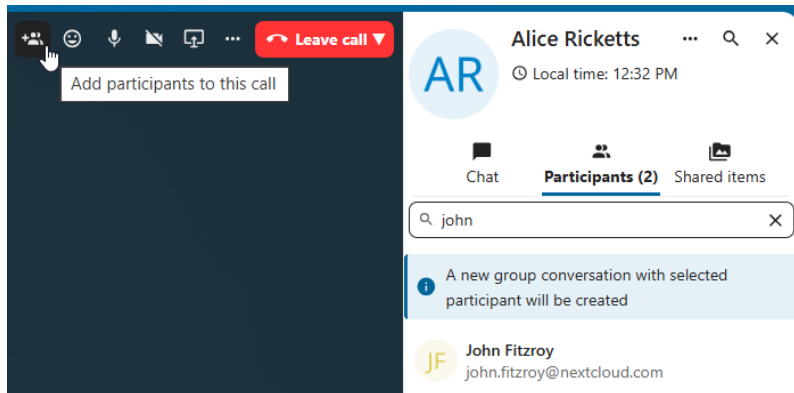 Leave call
Add participants to this call
AR
Alice Ricketts
Local time: 12:32 PM
Chat
Participants (2)
Shared items
john
A new group conversation with selected
participant will be created
JF
John Fitzroy
john.fitzroy@nextcloud.com